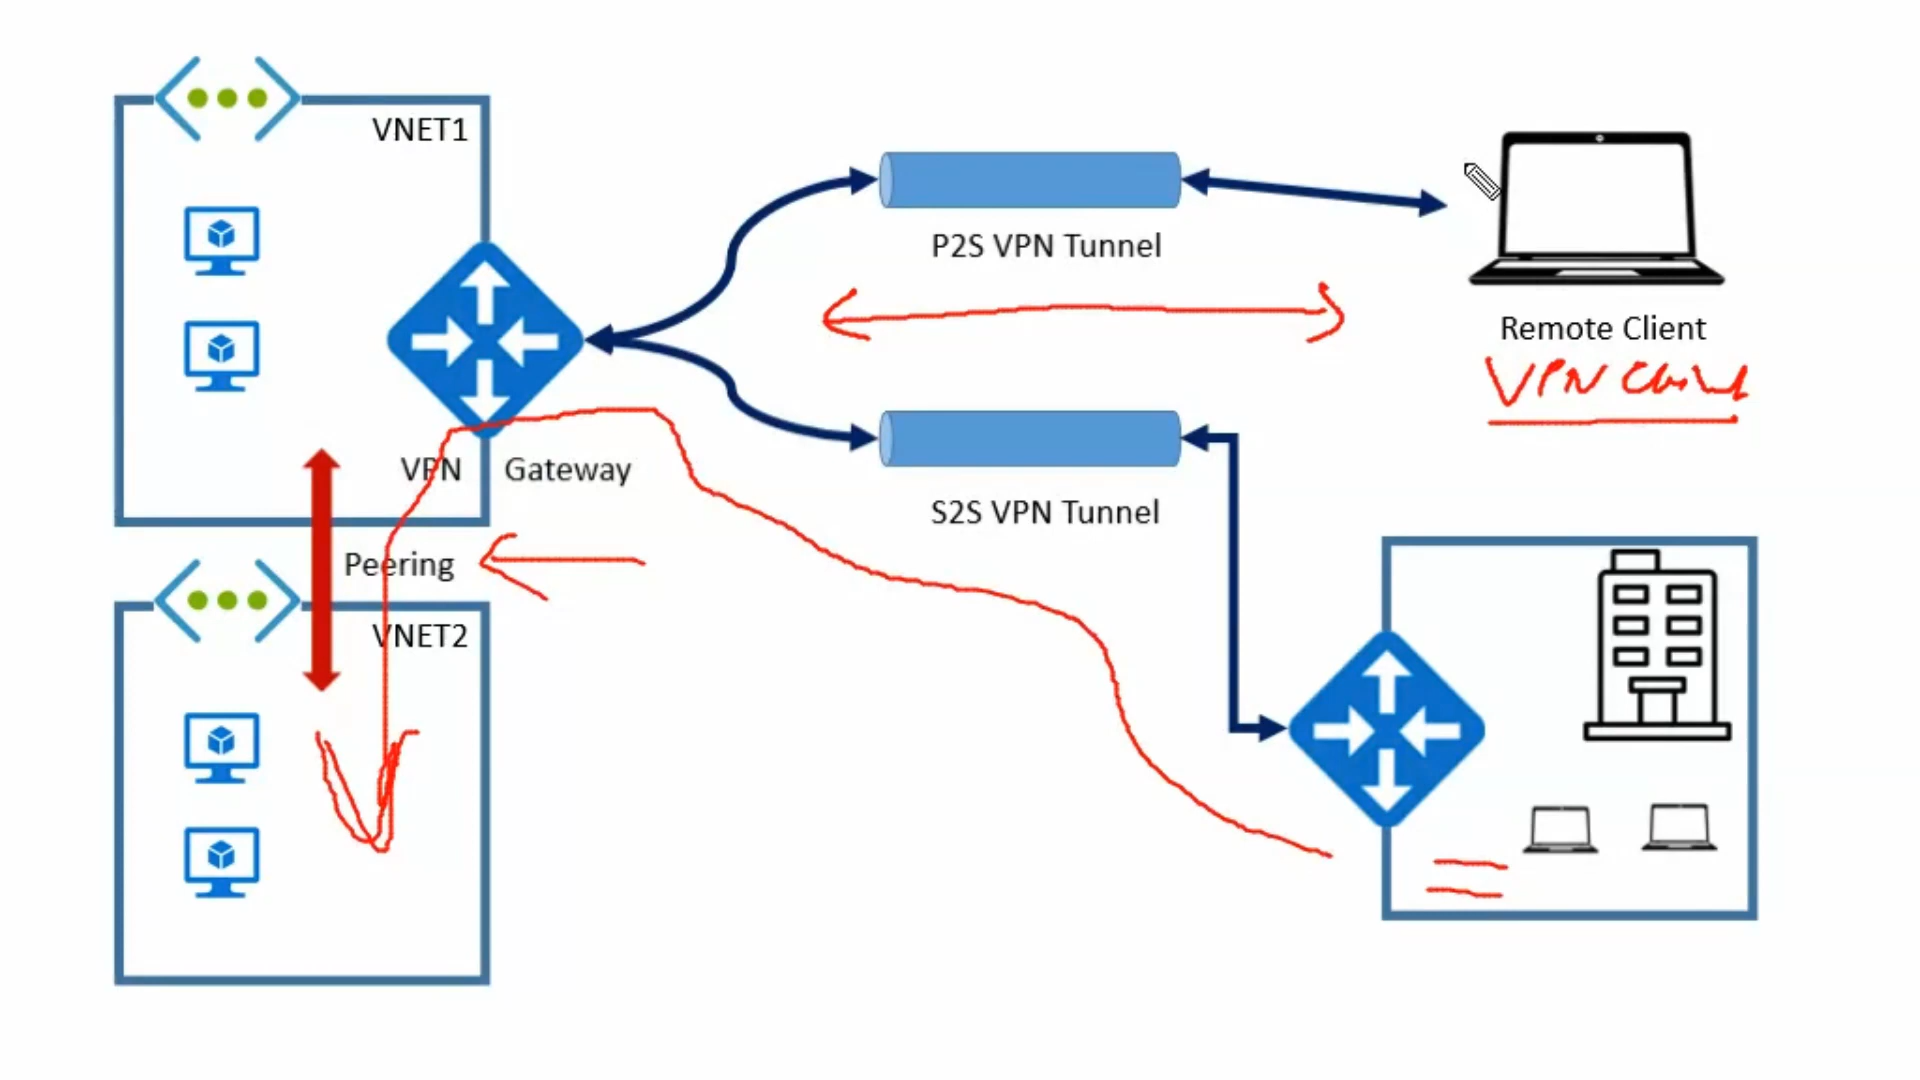 VNET1
P2S VPN Tunnel
Remote Client
VPN Client
VPN Gateway
S2S VPN Tunnel
Peering
VNET2